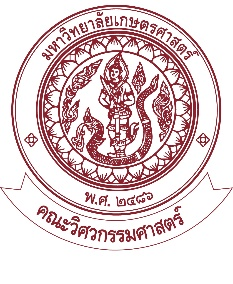 มหาวิทยาลัยเกษตรศาสตร์
พ.ศ. ๒๔๘๖
คณะวิศวกรรมศาสตร์